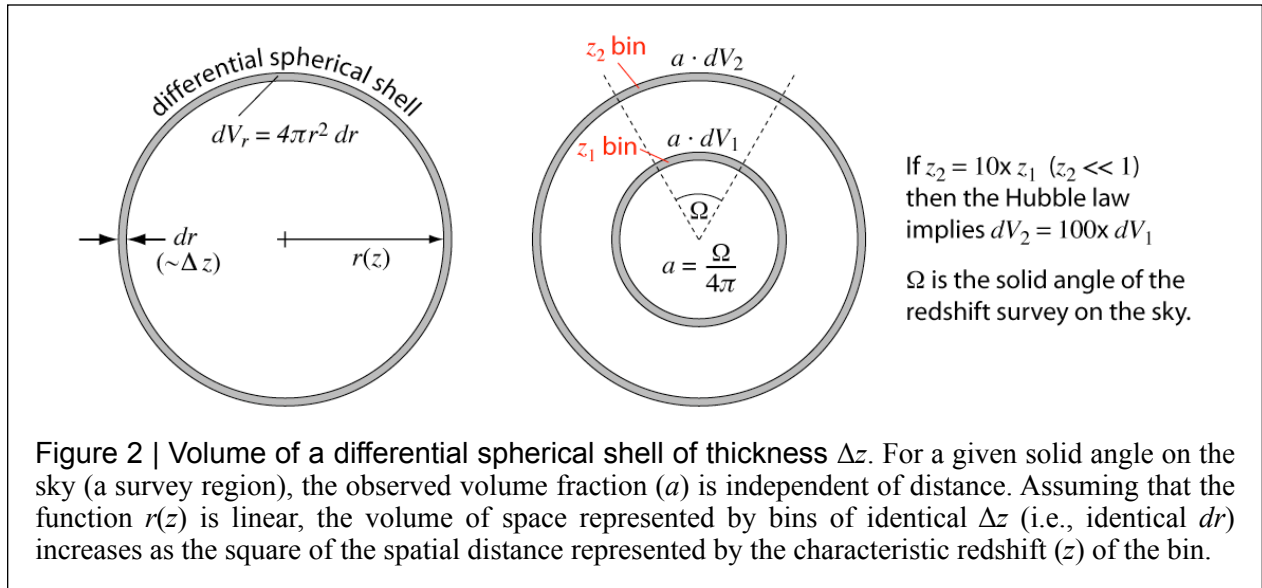 differential spherical shell
dV_r = 4πr² dr
dr
(~Δz)
r(z)
z₂ bin
a · dV₂
z₁ bin
a · dV₁
Ω
a = Ω/4π
If z₂ = 10x z₁ (z₂ << 1)
then the Hubble law
implies dV₂ = 100x dV₁
Ω is the solid angle of the
redshift survey on the sky.
Figure 2 | Volume of a differential spherical shell of thickness Δz. For a given solid angle on the
sky (a survey region), the observed volume fraction (a) is independent of distance. Assuming that the
function r(z) is linear, the volume of space represented by bins of identical Δz (i.e., identical dr)
increases as the square of the spatial distance represented by the characteristic redshift (z) of the bin.